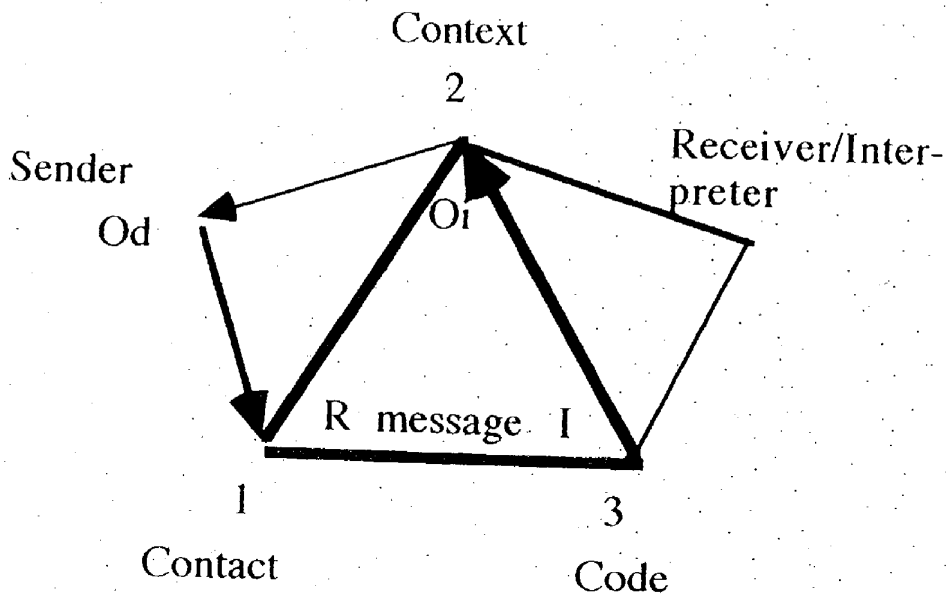 Context
2
Sender
Receiver/Inter-
preter
Od
Oi
R message I
1
3
Contact
Code